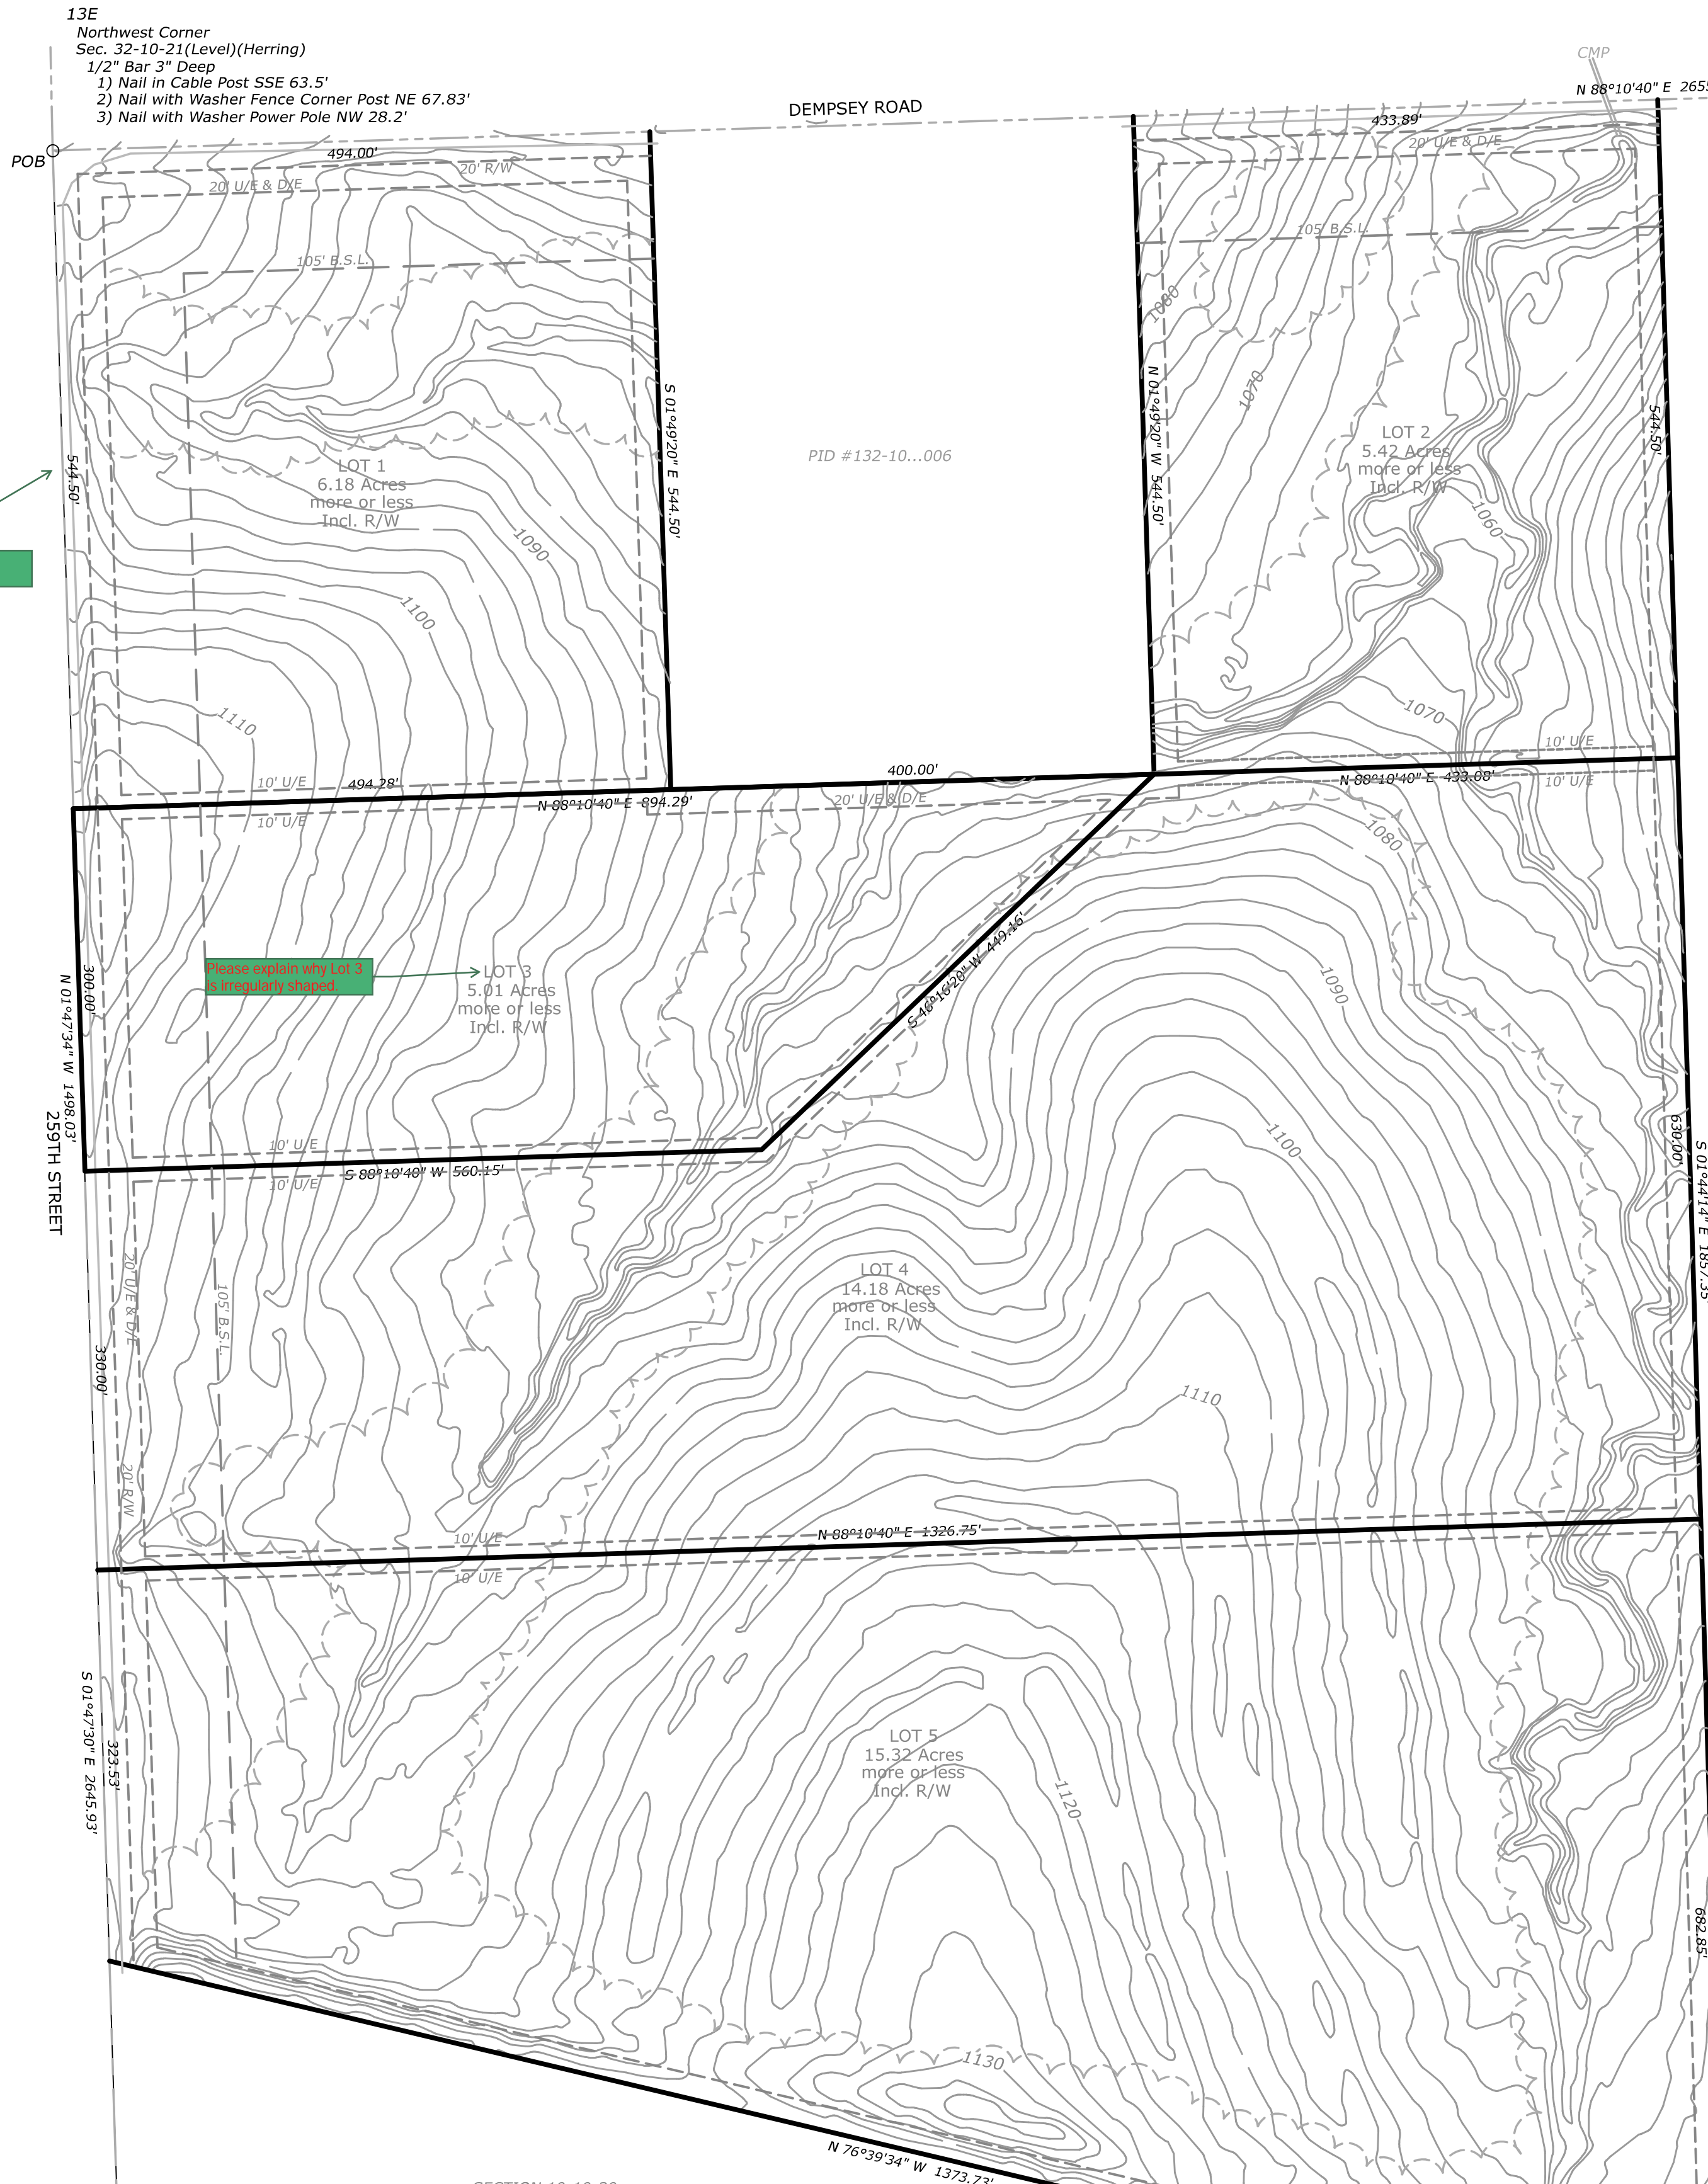 13E
Northwest Corner
Sec. 32-10-21(Level)(Herring)
1/2" Bar 3" Deep
1) Nail in Cable Post SSE 63.5'
2) Nail with Washer Fence Corner Post NE 67.83'
3) Nail with Washer Power Pole NW 28.2'
CMP
N 88°10'40" E 265
DEMPSEY ROAD
433.89'
POB
494.00'
20' R/W
20' U/E & D/E
20' U/E & D/E
105' B.S.L.
105' B.S.L.
1080
1070
544.50'
S 01°49'20" E 544.50'
PID #132-10...006
N 01°49'20" W 544.50'
LOT 2
5.42 Acres
more or less
Incl. R/W
544.50'
LOT 1
6.18 Acres
more or less
Incl. R/W
1090
1060
1100
1110
1070
10' U/E
10' U/E
494.28'
400.00'
N 88°10'40" E 433.08'
10' U/E
N 88°10'40" E 894.29'
20' U/E & D/E
10' U/E
1080
Please explain why Lot 3
is irregularly shaped.
LOT 3
5.01 Acres
more or less
Incl. R/W
S 46°16'20" W 449.16'
1090
300.00'
N 01°47'34" W 1498.03'
259TH STREET
10' U/E
S 88°10'40" W 560.15'
10' U/E
1100
630.00'
S 01°44'14" E 1857.35
20' U/E & D/E
105' B.S.L.
LOT 4
14.18 Acres
more or less
Incl. R/W
330.00'
1110
20' R/W
10' U/E
N 88°10'40" E 1326.75'
10' U/E
S 01°47'30" E 2645.93'
323.53'
LOT 5
15.32 Acres
more or less
Incl. R/W
1120
682.85'
1130
N 76°39'34" W 1373.73'